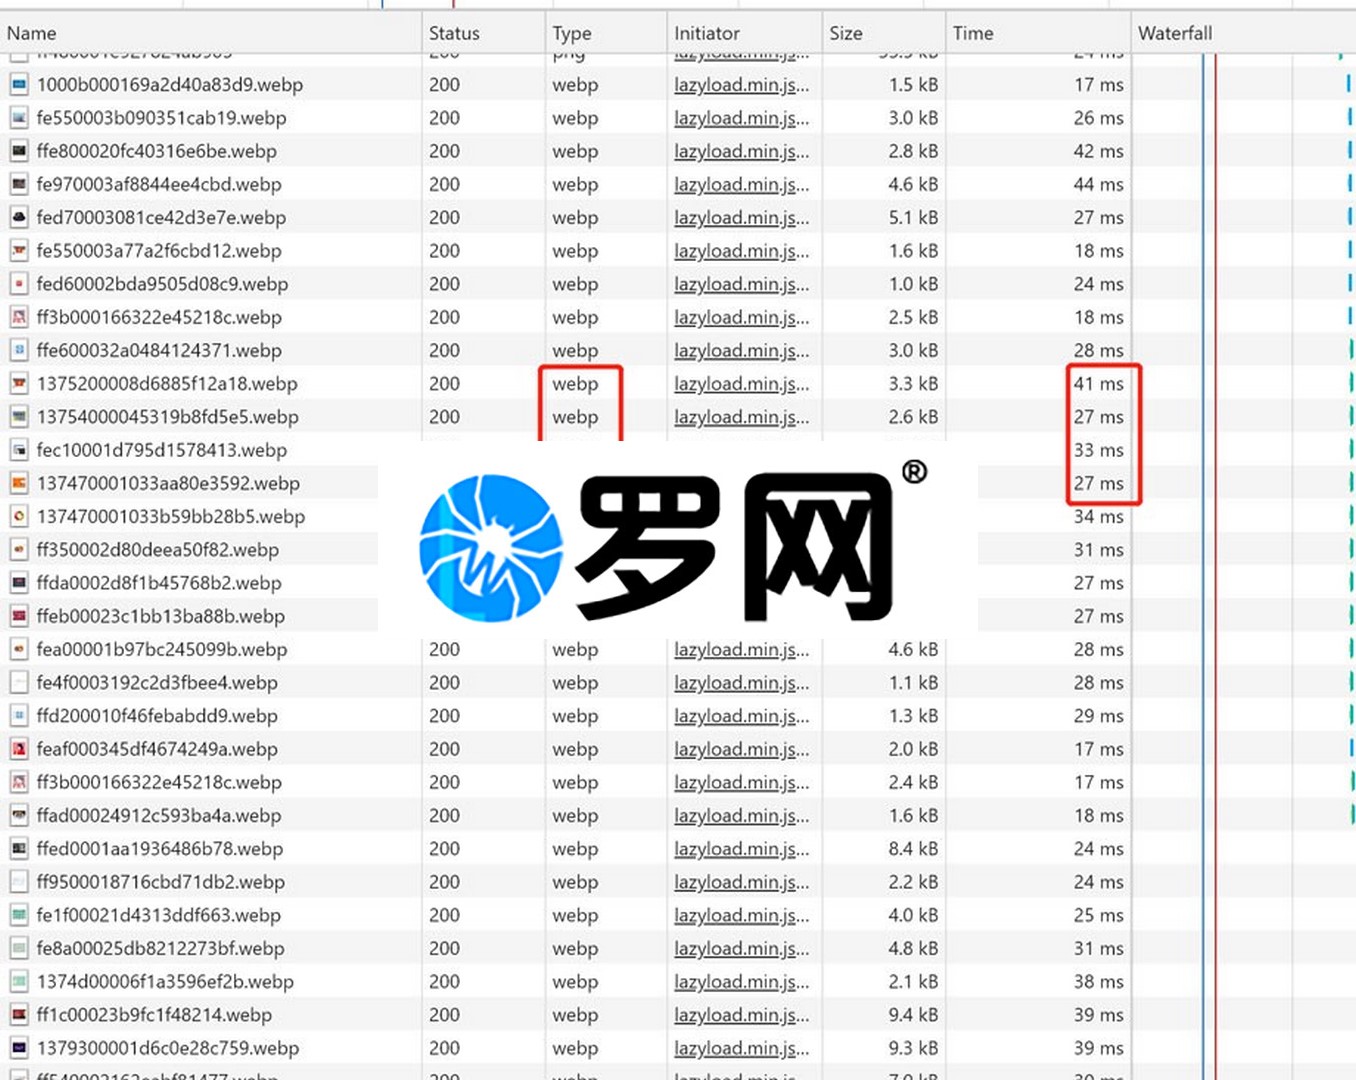 Name Status Type Initiator Size Time Waterfall
1000b000169a2d40a83d9.webp 200 webp lazyload.min.js... 1.5 kB 17 ms
fe550003b090351cab19.webp 200 webp lazyload.min.js... 3.0 kB 26 ms
ffe800020fc40316e6be.webp 200 webp lazyload.min.js... 2.8 kB 42 ms
fe970003af8844ee4cbd.webp 200 webp lazyload.min.js... 4.6 kB 44 ms
fed70003081ce42d3e7e.webp 200 webp lazyload.min.js... 5.1 kB 27 ms
fe550003a77a2f6cbd12.webp 200 webp lazyload.min.js... 1.6 kB 18 ms
fed60002bda9505d08c9.webp 200 webp lazyload.min.js... 1.0 kB 24 ms
ff3b000166322e45218c.webp 200 webp lazyload.min.js... 2.5 kB 18 ms
ffe600032a0484124371.webp 200 webp lazyload.min.js... 3.0 kB 28 ms
1375200008d6885f12a18.webp 200 webp lazyload.min.js... 3.3 kB 41 ms
13754000045319b8fd5e5.webp 200 webp lazyload.min.js... 2.6 kB 27 ms
fec10001d795d1578413.webp 33 ms
137470001033aa80e3592.webp 27 ms
137470001033b59bb28b5.webp 34 ms
ff350002d80deea50f82.webp 31 ms
罗网®
ffda0002d8f1b45768b2.webp 27 ms
ffeb00023c1bb13ba88b.webp 27 ms
fea00001b97bc245099b.webp 200 webp lazyload.min.js... 4.6 kB 28 ms
fe4f0003192c2d3fbee4.webp 200 webp lazyload.min.js... 1.1 kB 28 ms
ffd200010f46febabdd9.webp 200 webp lazyload.min.js... 1.3 kB 29 ms
feaf000345df4674249a.webp 200 webp lazyload.min.js... 2.0 kB 17 ms
ff3b000166322e45218c.webp 200 webp lazyload.min.js... 2.4 kB 17 ms
ffad00024912c593ba4a.webp 200 webp lazyload.min.js... 1.6 kB 18 ms
ffed0001aa1936486b78.webp 200 webp lazyload.min.js... 8.4 kB 24 ms
ff9500018716cbd71db2.webp 200 webp lazyload.min.js... 2.2 kB 24 ms
fe1f00021d4313ddf663.webp 200 webp lazyload.min.js... 4.0 kB 25 ms
fe8a00025db8212273bf.webp 200 webp lazyload.min.js... 4.8 kB 31 ms
1374d00006f1a3596ef2b.webp 200 webp lazyload.min.js... 2.1 kB 38 ms
ff1c00023b9fc1f48214.webp 200 webp lazyload.min.js... 9.4 kB 39 ms
1379300001d6c0e28c759.webp 200 webp lazyload.min.js... 9.3 kB 39 ms